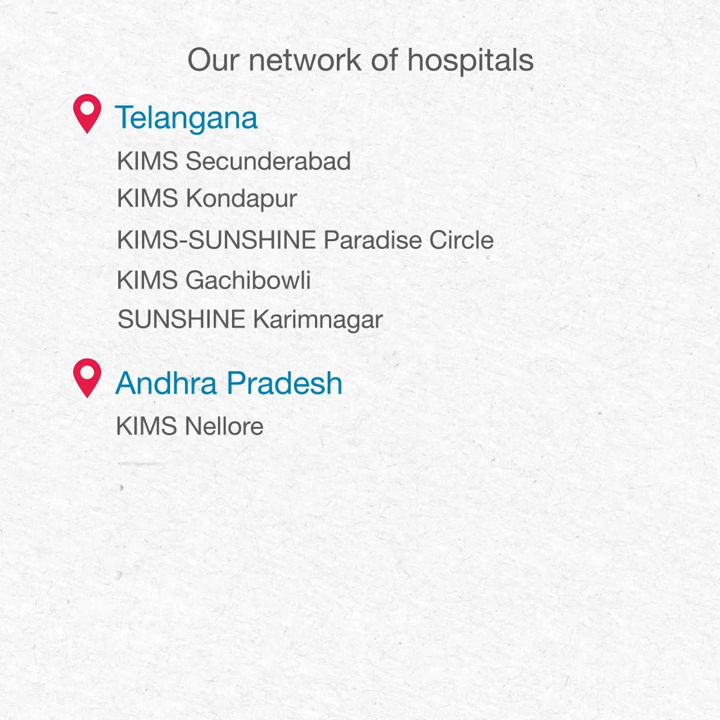 Our network of hospitals
Telangana
KIMS Secunderabad
KIMS Kondapur
KIMS-SUNSHINE Paradise Circle
KIMS Gachibowli
SUNSHINE Karimnagar
Andhra Pradesh
KIMS Nellore